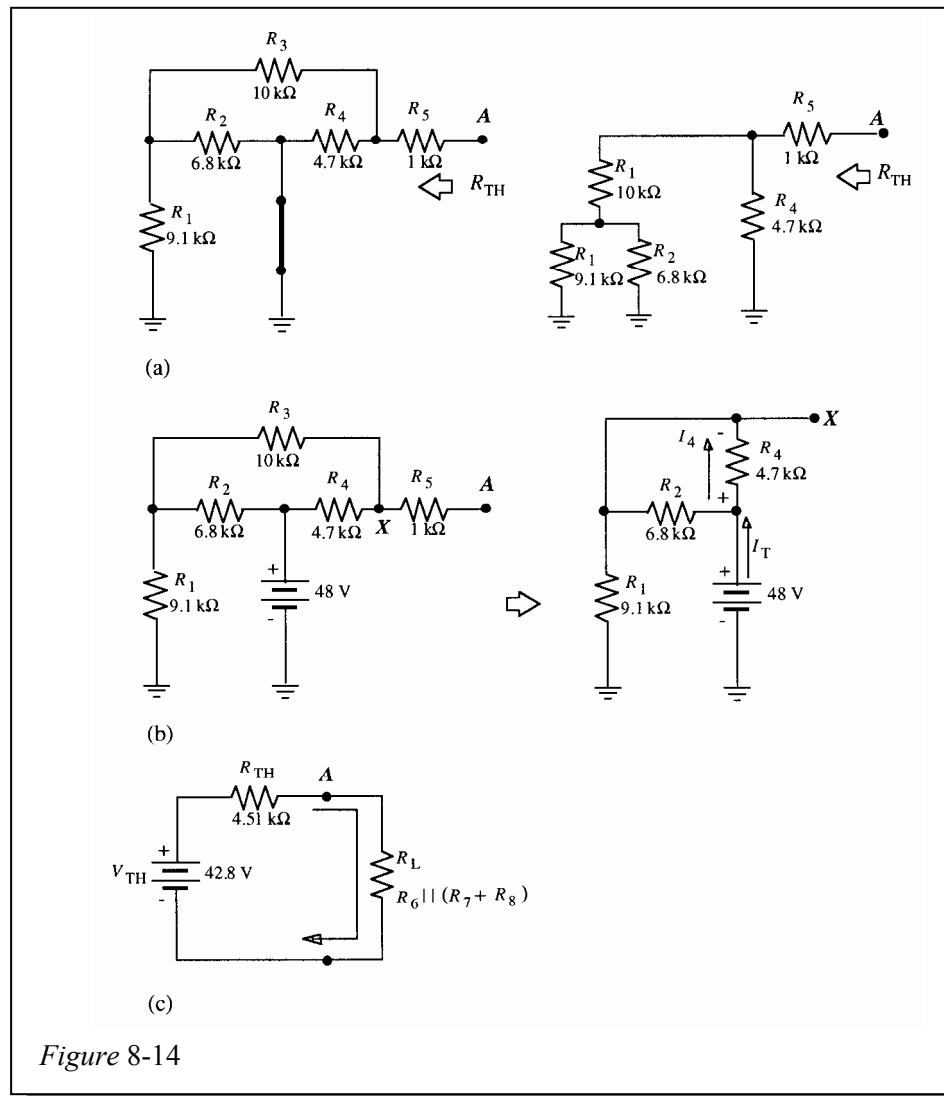 R3
10 kΩ
R2
6.8 kΩ
R4
4.7 kΩ
R5
1 kΩ
A
RTH
R1
9.1 kΩ
R5
1 kΩ
A
RTH
R1
10 kΩ
R4
4.7 kΩ
R1
9.1 kΩ
R2
6.8 kΩ
(a)
R3
10 kΩ
R2
6.8 kΩ
R4
4.7 kΩ
X
R5
1 kΩ
A
R1
9.1 kΩ
+
48 V
-
X
I4
-
R4
4.7 kΩ
+
R2
6.8 kΩ
IT
R1
9.1 kΩ
+
48 V
-
(b)
RTH
4.51 kΩ
A
VTH
+
42.8 V
-
RL
R6 || (R7 + R8)
(c)
Figure 8-14